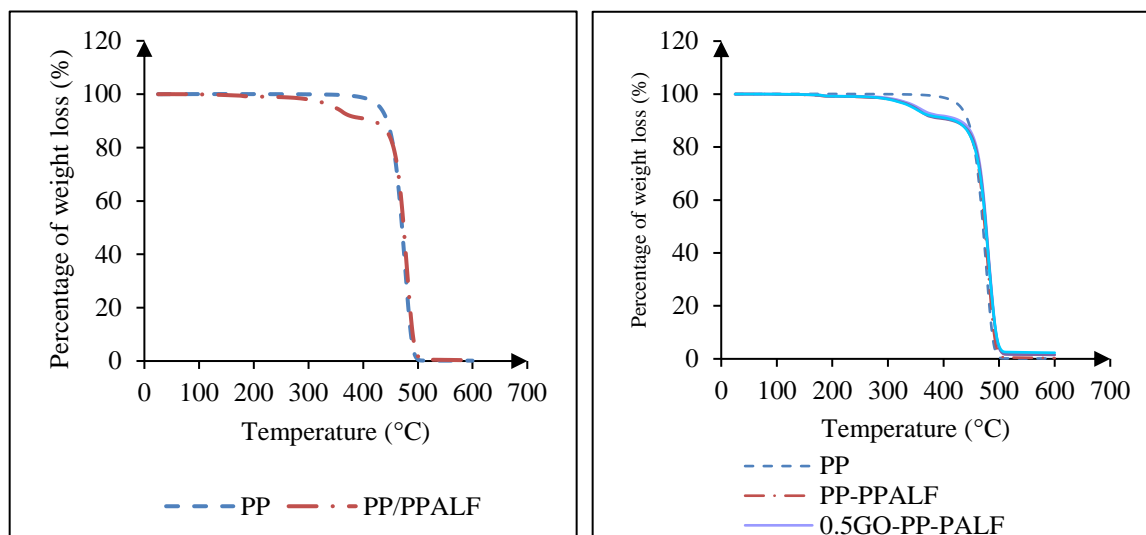 120
100
80
60
40
20
0
Percentage of weight loss (%)
0 100 200 300 400 500 600 700
Temperature (°C)
PP PP/PPALF
120
100
80
60
40
20
0
Percentage of weight loss (%)
0 100 200 300 400 500 600 700
Temperature (°C)
PP
PP-PPALF
0.5GO-PP-PALF